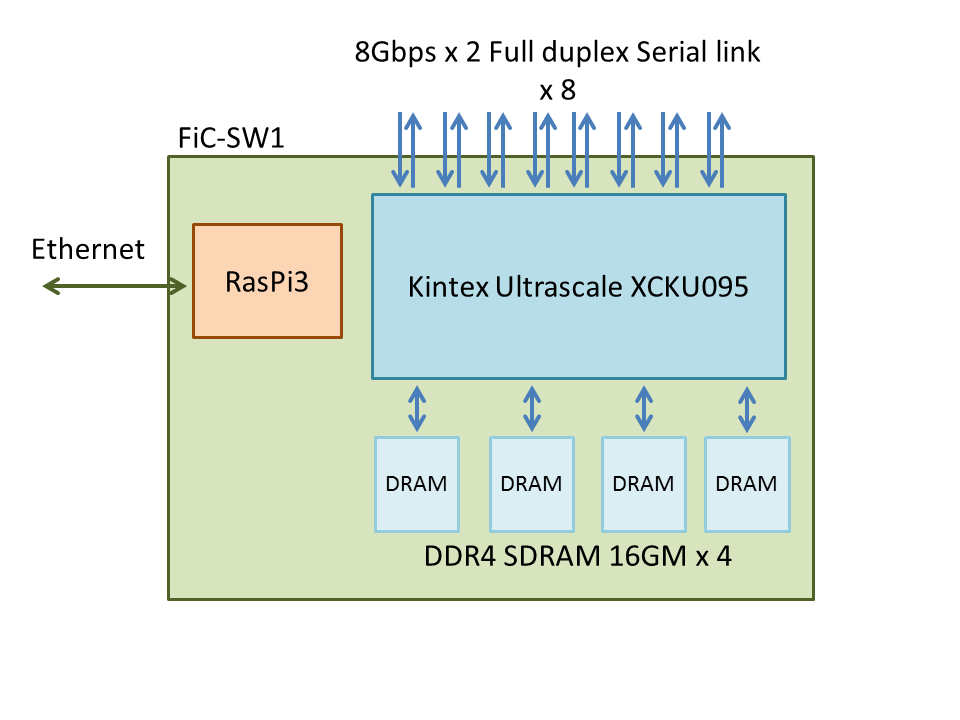 8Gbps x 2 Full duplex Serial link
x 8
FiC-SW1
Ethernet
RasPi3
Kintex Ultrascale XCKU095
DRAM
DRAM
DRAM
DRAM
DDR4 SDRAM 16GM x 4